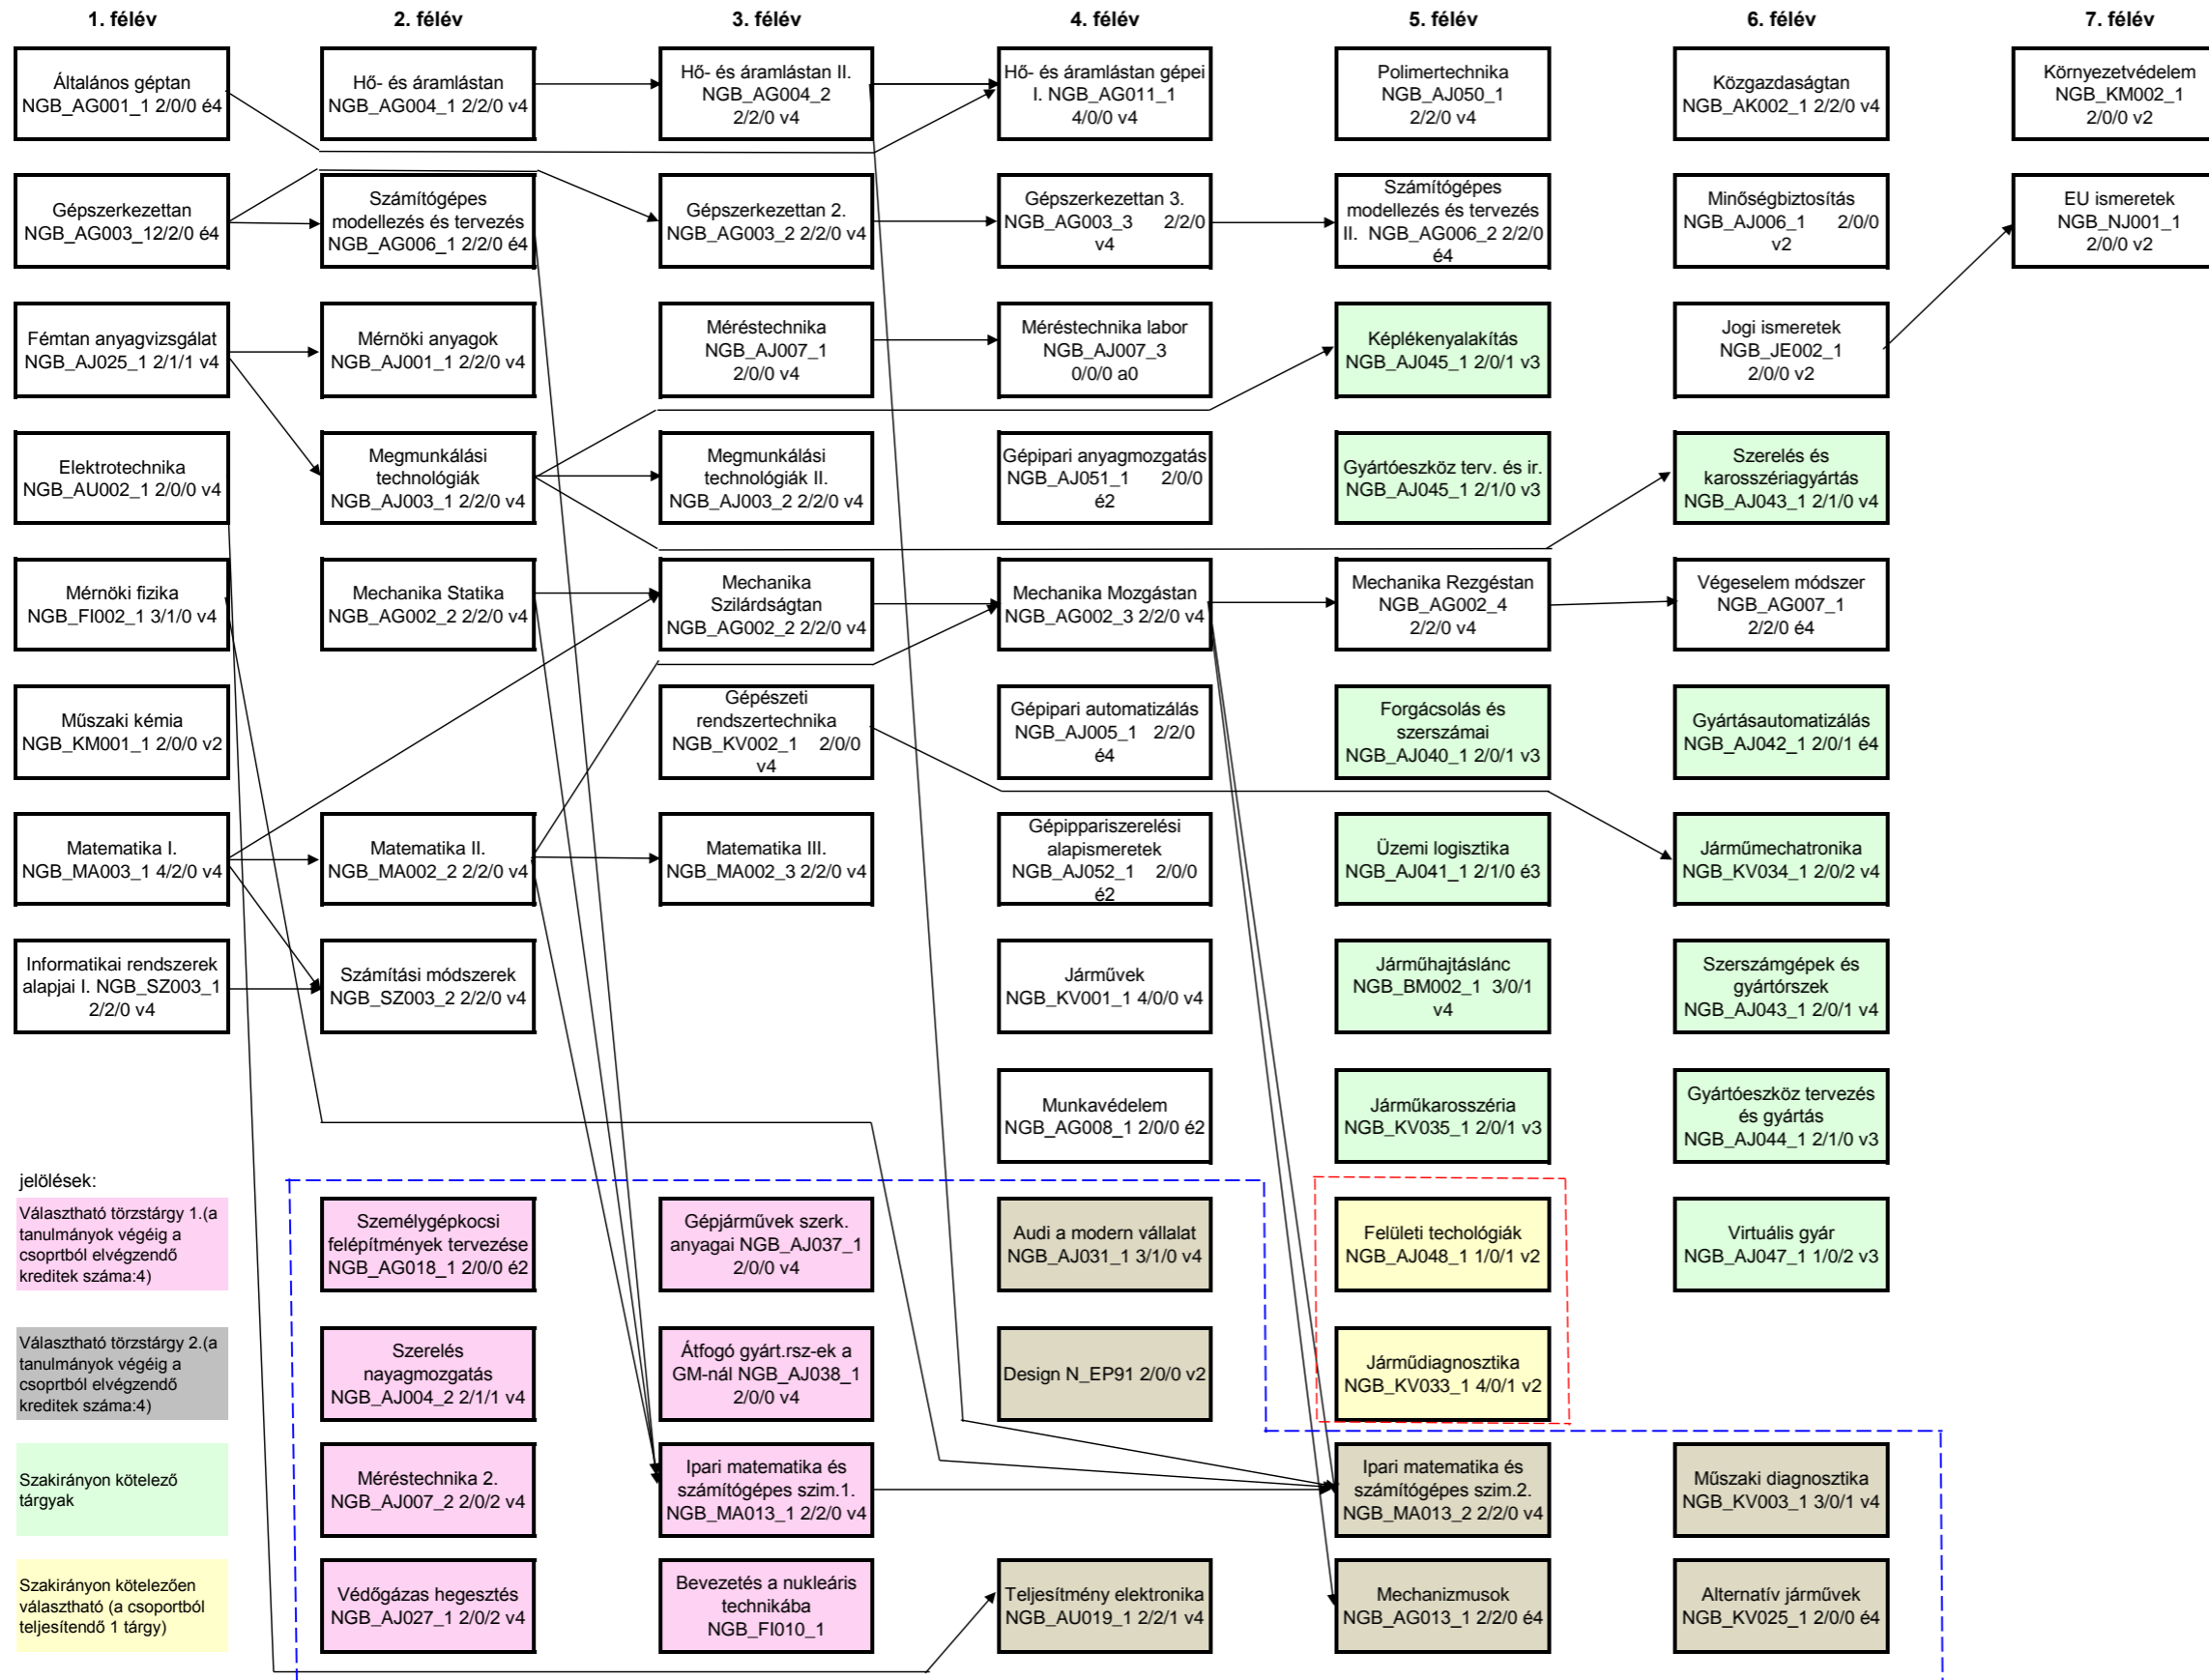 1. félév
2. félév
3. félév
4. félév
5. félév
6. félév
7. félév
Általános géptan
NGB_AG001_1 2/0/0 é4
Hő- és áramlástan
NGB_AG004_1 2/2/0 v4
Hő- és áramlástan II.
NGB_AG004_2
2/2/0 v4
Hő- és áramlástan gépei
I. NGB_AG011_1
4/0/0 v4
Polimertechnika
NGB_AJ050_1
2/2/0 v4
Közgazdaságtan
NGB_AK002_1 2/2/0 v4
Környezetvédelem
NGB_KM002_1
2/0/0 v2
Gépszerkezettan
NGB_AG003_12/2/0 é4
Számítógépes
modellezés és tervezés
NGB_AG006_1 2/2/0 é4
Gépszerkezettan 2.
NGB_AG003_2 2/2/0 v4
Gépszerkezettan 3.
NGB_AG003_3 2/2/0
v4
Számítógépes
modellezés és tervezés
II. NGB_AG006_2 2/2/0
é4
Minőségbiztosítás
NGB_AJ006_1 2/0/0
v2
EU ismeretek
NGB_NJ001_1
2/0/0 v2
Fémtan anyagvizsgálat
NGB_AJ025_1 2/1/1 v4
Mérnöki anyagok
NGB_AJ001_1 2/2/0 v4
Méréstechnika
NGB_AJ007_1
2/0/0 v4
Méréstechnika labor
NGB_AJ007_3
0/0/0 a0
Képlékenyalakítás
NGB_AJ045_1 2/0/1 v3
Jogi ismeretek
NGB_JE002_1
2/0/0 v2
Elektrotechnika
NGB_AU002_1 2/0/0 v4
Megmunkálási
technológiák
NGB_AJ003_1 2/2/0 v4
Megmunkálási
technológiák II.
NGB_AJ003_2 2/2/0 v4
Gépipari anyagmozgatás
NGB_AJ051_1 2/0/0
é2
Gyártóeszköz terv. és ir.
NGB_AJ045_1 2/1/0 v3
Szerelés és
karosszériagyártás
NGB_AJ043_1 2/1/0 v4
Mérnöki fizika
NGB_FI002_1 3/1/0 v4
Mechanika Statika
NGB_AG002_2 2/2/0 v4
Mechanika
Szilárdságtan
NGB_AG002_2 2/2/0 v4
Mechanika Mozgástan
NGB_AG002_3 2/2/0 v4
Mechanika Rezgéstan
NGB_AG002_4
2/2/0 v4
Végeselem módszer
NGB_AG007_1
2/2/0 é4
Műszaki kémia
NGB_KM001_1 2/0/0 v2
Gépészeti
rendszertechnika
NGB_KV002_1 2/0/0
v4
Gépipari automatizálás
NGB_AJ005_1 2/2/0
é4
Forgácsolás és
szerszámai
NGB_AJ040_1 2/0/1 v3
Gyártásautomatizálás
NGB_AJ042_1 2/0/1 é4
Matematika I.
NGB_MA003_1 4/2/0 v4
Matematika II.
NGB_MA002_2 2/2/0 v4
Matematika III.
NGB_MA002_3 2/2/0 v4
Gépippariszerelési
alapismeretek
NGB_AJ052_1 2/0/0
é2
Üzemi logisztika
NGB_AJ041_1 2/1/0 é3
Járműmechatronika
NGB_KV034_1 2/0/2 v4
Informatikai rendszerek
alapjai I. NGB_SZ003_1
2/2/0 v4
Számítási módszerek
NGB_SZ003_2 2/2/0 v4
Járművek
NGB_KV001_1 4/0/0 v4
Járműhajtáslánc
NGB_BM002_1 3/0/1
v4
Szerszámgépek és
gyártórszek
NGB_AJ043_1 2/0/1 v4
Munkavédelem
NGB_AG008_1 2/0/0 é2
Járműkarosszéria
NGB_KV035_1 2/0/1 v3
Gyártóeszköz tervezés
és gyártás
NGB_AJ044_1 2/1/0 v3
jelölések:
Választható törzstárgy 1.(a
tanulmányok végéig a
csoprtból elvégzendő
kreditek száma:4)
Személygépkocsi
felépítmények tervezése
NGB_AG018_1 2/0/0 é2
Gépjárművek szerk.
anyagai NGB_AJ037_1
2/0/0 v4
Audi a modern vállalat
NGB_AJ031_1 3/1/0 v4
Felületi techológiák
NGB_AJ048_1 1/0/1 v2
Virtuális gyár
NGB_AJ047_1 1/0/2 v3
Választható törzstárgy 2.(a
tanulmányok végéig a
csoprtból elvégzendő
kreditek száma:4)
Szerelés
nayagmozgatás
NGB_AJ004_2 2/1/1 v4
Átfogó gyárt.rsz-ek a
GM-nál NGB_AJ038_1
2/0/0 v4
Design N_EP91 2/0/0 v2
Járműdiagnosztika
NGB_KV033_1 4/0/1 v2
Szakirányon kötelező
tárgyak
Méréstechnika 2.
NGB_AJ007_2 2/0/2 v4
Ipari matematika és
számítógépes szim.1.
NGB_MA013_1 2/2/0 v4
Ipari matematika és
számítógépes szim.2.
NGB_MA013_2 2/2/0 v4
Műszaki diagnosztika
NGB_KV003_1 3/0/1 v4
Szakirányon kötelezően
választható (a csoportból
teljesítendő 1 tárgy)
Védőgázas hegesztés
NGB_AJ027_1 2/0/2 v4
Bevezetés a nukleáris
technikába
NGB_FI010_1
Teljesítmény elektronika
NGB_AU019_1 2/2/1 v4
Mechanizmusok
NGB_AG013_1 2/2/0 é4
Alternatív járművek
NGB_KV025_1 2/0/0 é4